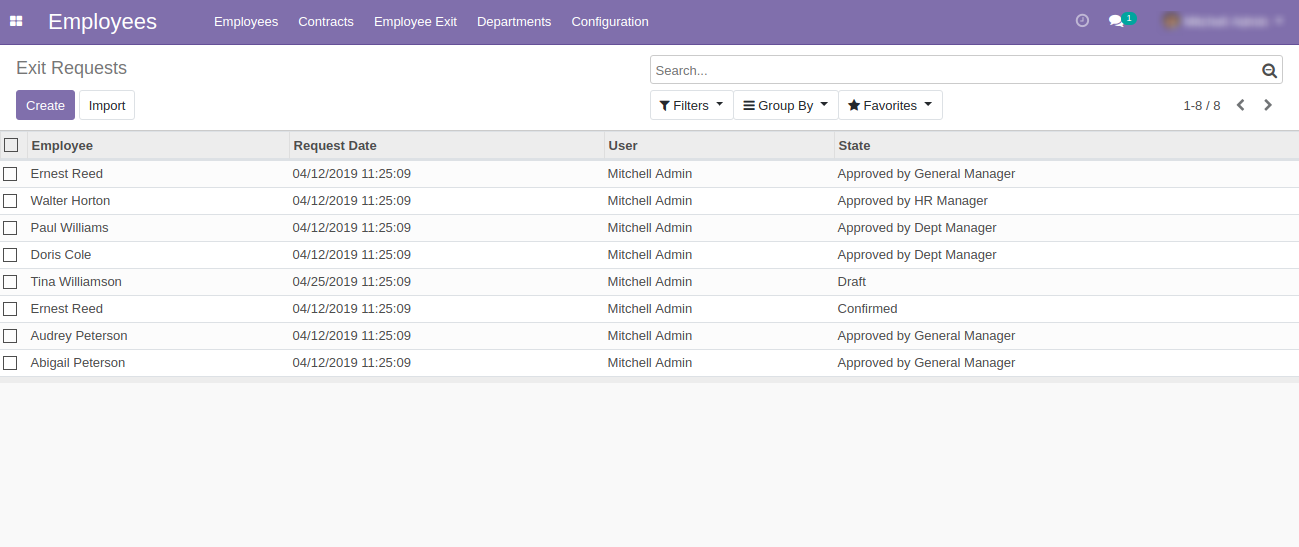 Employees Employees Contracts Employee Exit Departments Configuration 1
Exit Requests Search...
Create Import Filters Group By Favorites 1-8 / 8
Employee Request Date User State
Ernest Reed 04/12/2019 11:25:09 Mitchell Admin Approved by General Manager
Walter Horton 04/12/2019 11:25:09 Mitchell Admin Approved by HR Manager
Paul Williams 04/12/2019 11:25:09 Mitchell Admin Approved by Dept Manager
Doris Cole 04/12/2019 11:25:09 Mitchell Admin Approved by Dept Manager
Tina Williamson 04/25/2019 11:25:09 Mitchell Admin Draft
Ernest Reed 04/12/2019 11:25:09 Mitchell Admin Confirmed
Audrey Peterson 04/12/2019 11:25:09 Mitchell Admin Approved by General Manager
Abigail Peterson 04/12/2019 11:25:09 Mitchell Admin Approved by General Manager